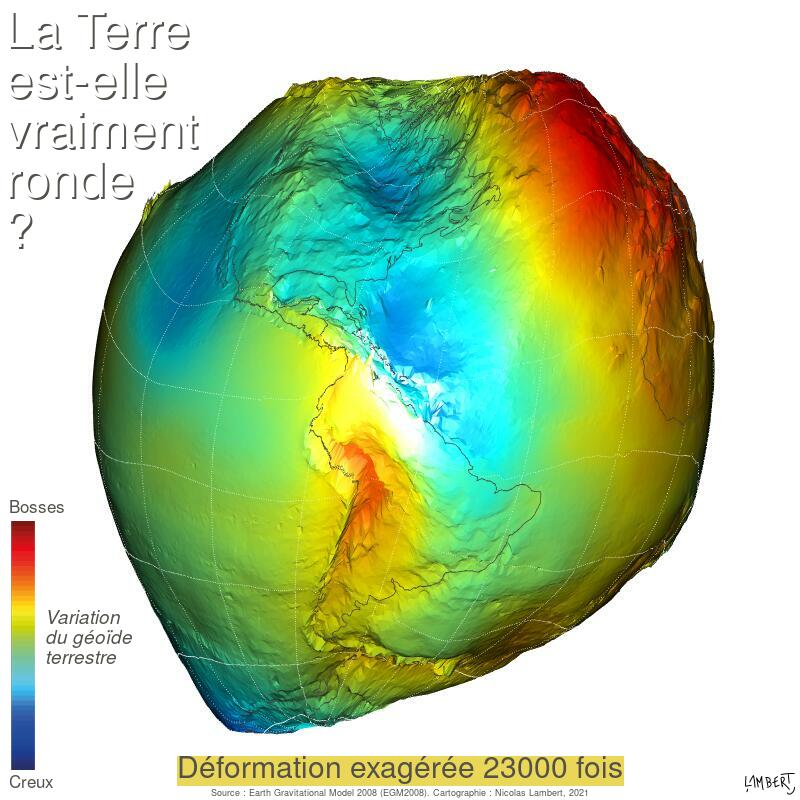 La Terre
est-elle
vraiment
ronde
?
Bosses
Variation
du géoïde
terrestre
Creux
Déformation exagérée 23000 fois
Source : Earth Gravitational Model 2008 (EGM2008). Cartographie : Nicolas Lambert, 2021
LAMBERT